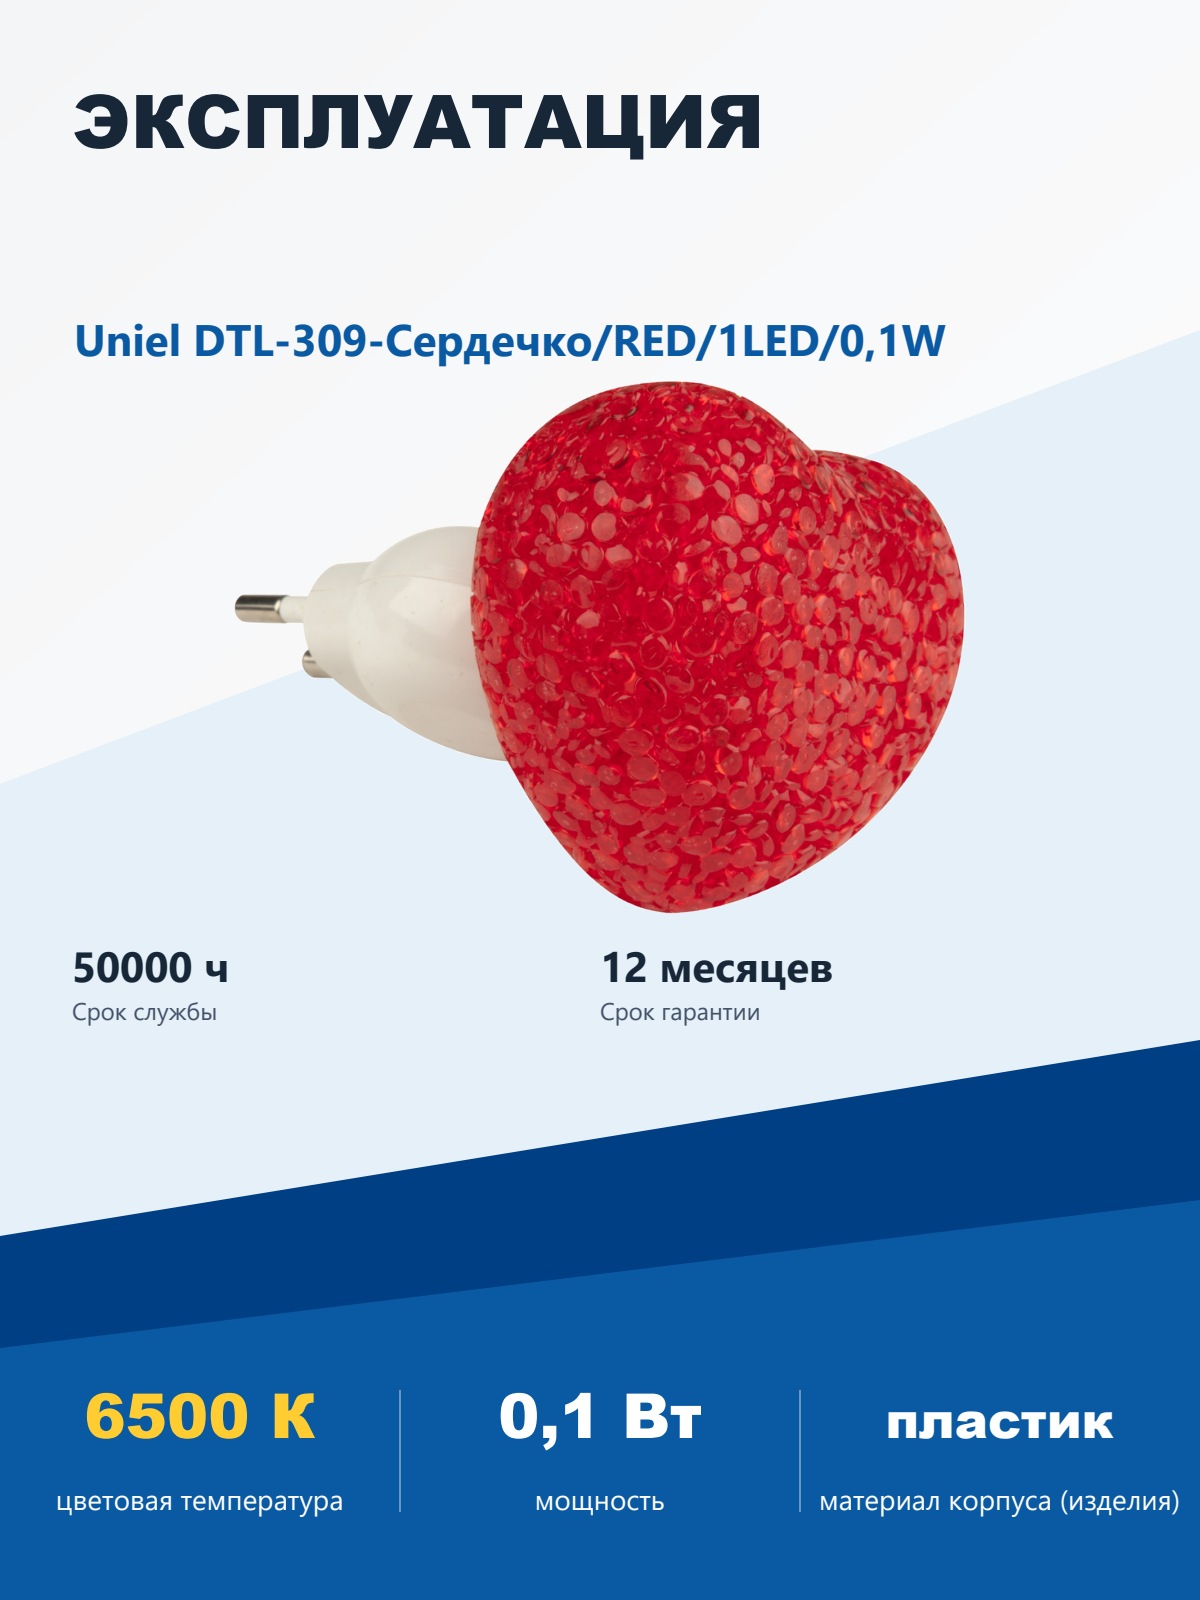 ЭКСПЛУАТАЦИЯ
Uniel DTL-309-Сердечко/RED/1LED/0,1W
50000 ч
Срок службы
12 месяцев
Срок гарантии
6500 К
цветовая температура
0,1 Вт
мощность
пластик
материал корпуса (изделия)